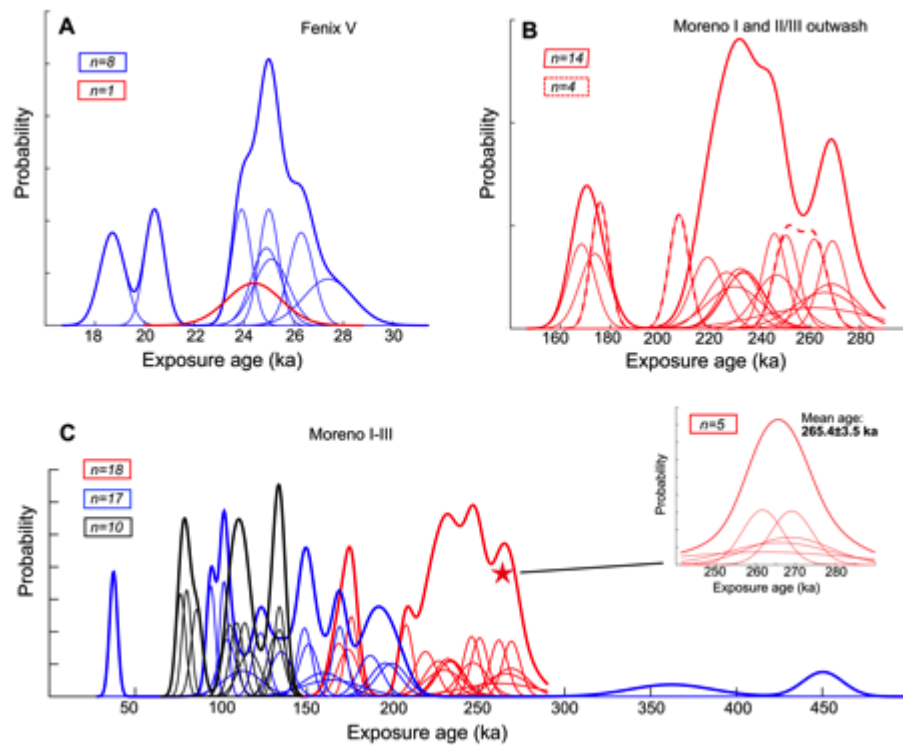 A
Fenix V
n=8
n=1
Probability
18 20 22 24 26 28 30
Exposure age (ka)
B
Moreno I and II/III outwash
n=14
n=4
Probability
160 180 200 220 240 260 280
Exposure age (ka)
C
Moreno I-III
n=18
n=17
n=10
Probability
50 100 150 200 250 300 350 400 450
Exposure age (ka)
n=5
Mean age:
265.4±3.5 ka
Probability
250 260 270 280
Exposure age (ka)